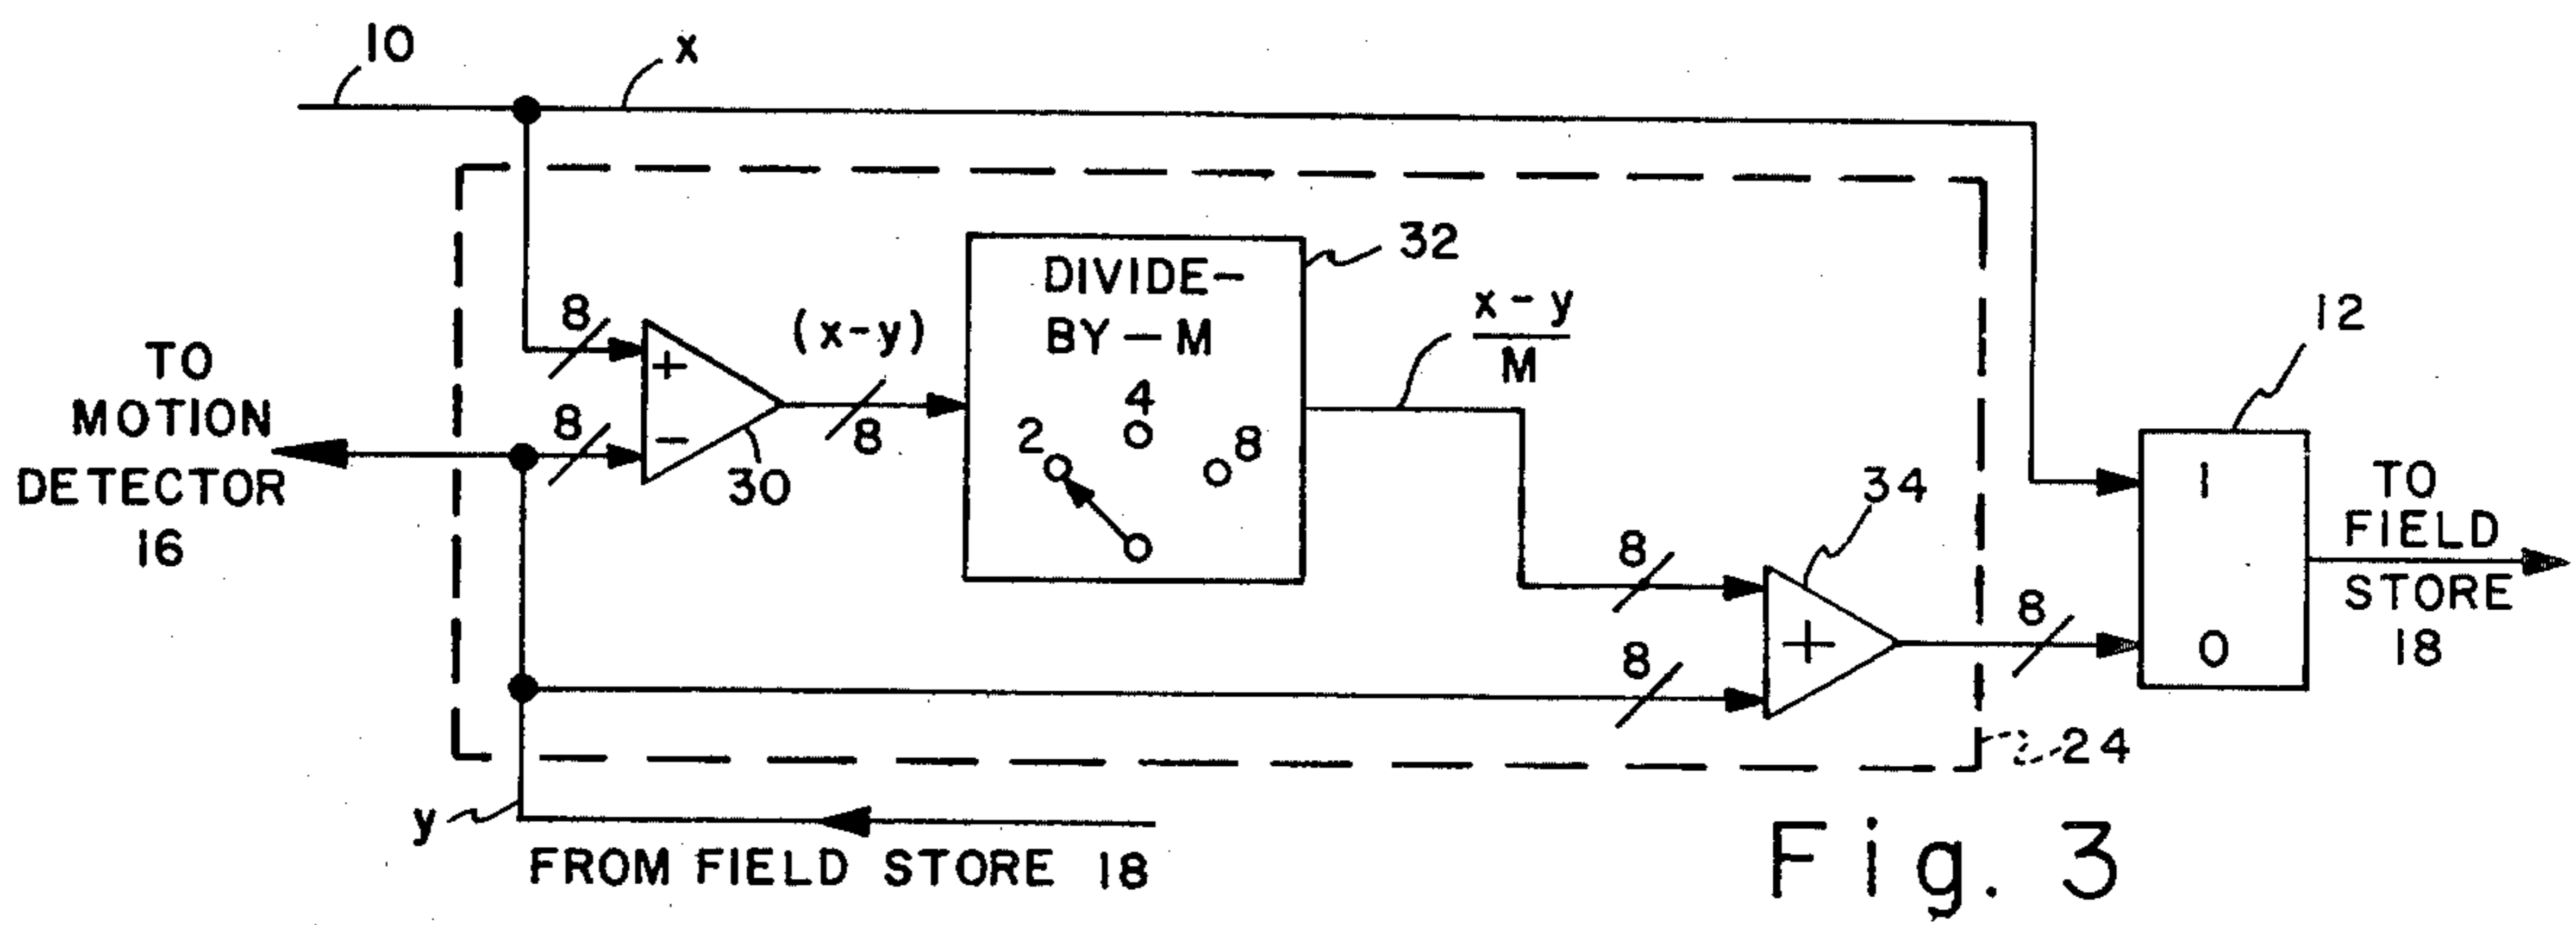 10
x
32
DIVIDE-
BY-M
8
(x-y)
x-y
M
12
TO
MOTION
DETECTOR
16
8
+
-
8
30
2
4
8
34
1
TO
FIELD
STORE
18
8
8
+
8
0
24
y
FROM FIELD STORE 18
Fig. 3